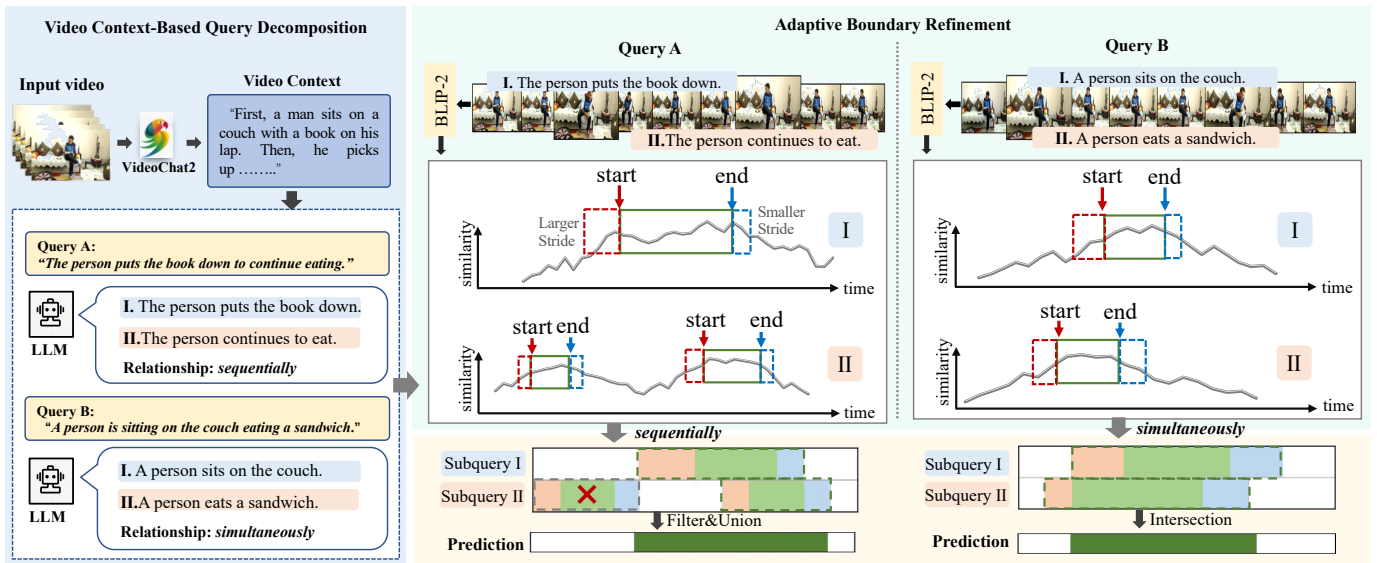 Video Context-Based Query Decomposition
Input video
Video Context
VideoChat2
“First, a man sits on a
couch with a book on his
lap. Then, he picks
up ……..”
Query A:
“The person puts the book down to continue eating.”
LLM
I. The person puts the book down.
II.The person continues to eat.
Relationship: sequentially
Query B:
“A person is sitting on the couch eating a sandwich.”
LLM
I. A person sits on the couch.
II.A person eats a sandwich.
Relationship: simultaneously
Adaptive Boundary Refinement
Query A
BLIP-2
I. The person puts the book down.
II.The person continues to eat.
start
end
Larger
Stride
Smaller
Stride
I
similarity
time
start
end
start
end
II
similarity
time
sequentially
Subquery I
Subquery II
Filter&Union
Prediction
Query B
BLIP-2
I. A person sits on the couch.
II. A person eats a sandwich.
start
end
I
similarity
time
start
end
II
similarity
time
simultaneously
Subquery I
Subquery II
Intersection
Prediction